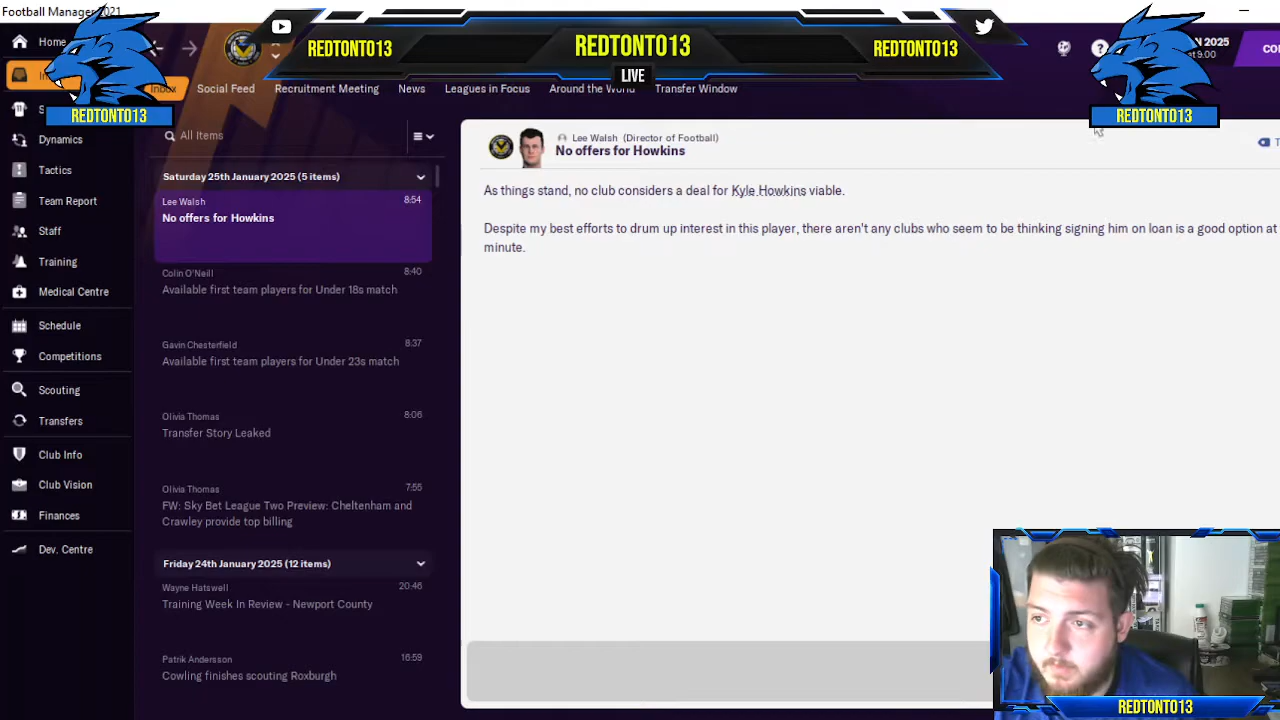 Football Manager 2021
REDTONTO13
REDTONTO13
REDTONTO13
LIVE
REDTONTO13
REDTONTO13
Home
N 2025
9.00
Inbox
Social Feed
Recruitment Meeting
News
Leagues in Focus
Around the World
Transfer Window
Dynamics
Tactics
Team Report
Staff
Training
Medical Centre
Schedule
Competitions
Scouting
Transfers
Club Info
Club Vision
Finances
Dev. Centre
All Items
Saturday 25th January 2025 (5 items)
Lee Walsh 8:54
No offers for Howkins
Colin O'Neill 8:40
Available first team players for Under 18s match
Gavin Chesterfield 8:37
Available first team players for Under 23s match
Olivia Thomas 8:06
Transfer Story Leaked
Olivia Thomas 7:55
FW: Sky Bet League Two Preview: Cheltenham and
Crawley provide top billing
Friday 24th January 2025 (12 items)
Wayne Hatswell 20:46
Training Week In Review - Newport County
Patrik Andersson 16:59
Cowling finishes scouting Roxburgh
Lee Walsh (Director of Football)
No offers for Howkins
As things stand, no club considers a deal for Kyle Howkins viable.
Despite my best efforts to drum up interest in this player, there aren't any clubs who seem to be thinking signing him on loan is a good option at
minute.
REDTONTO13